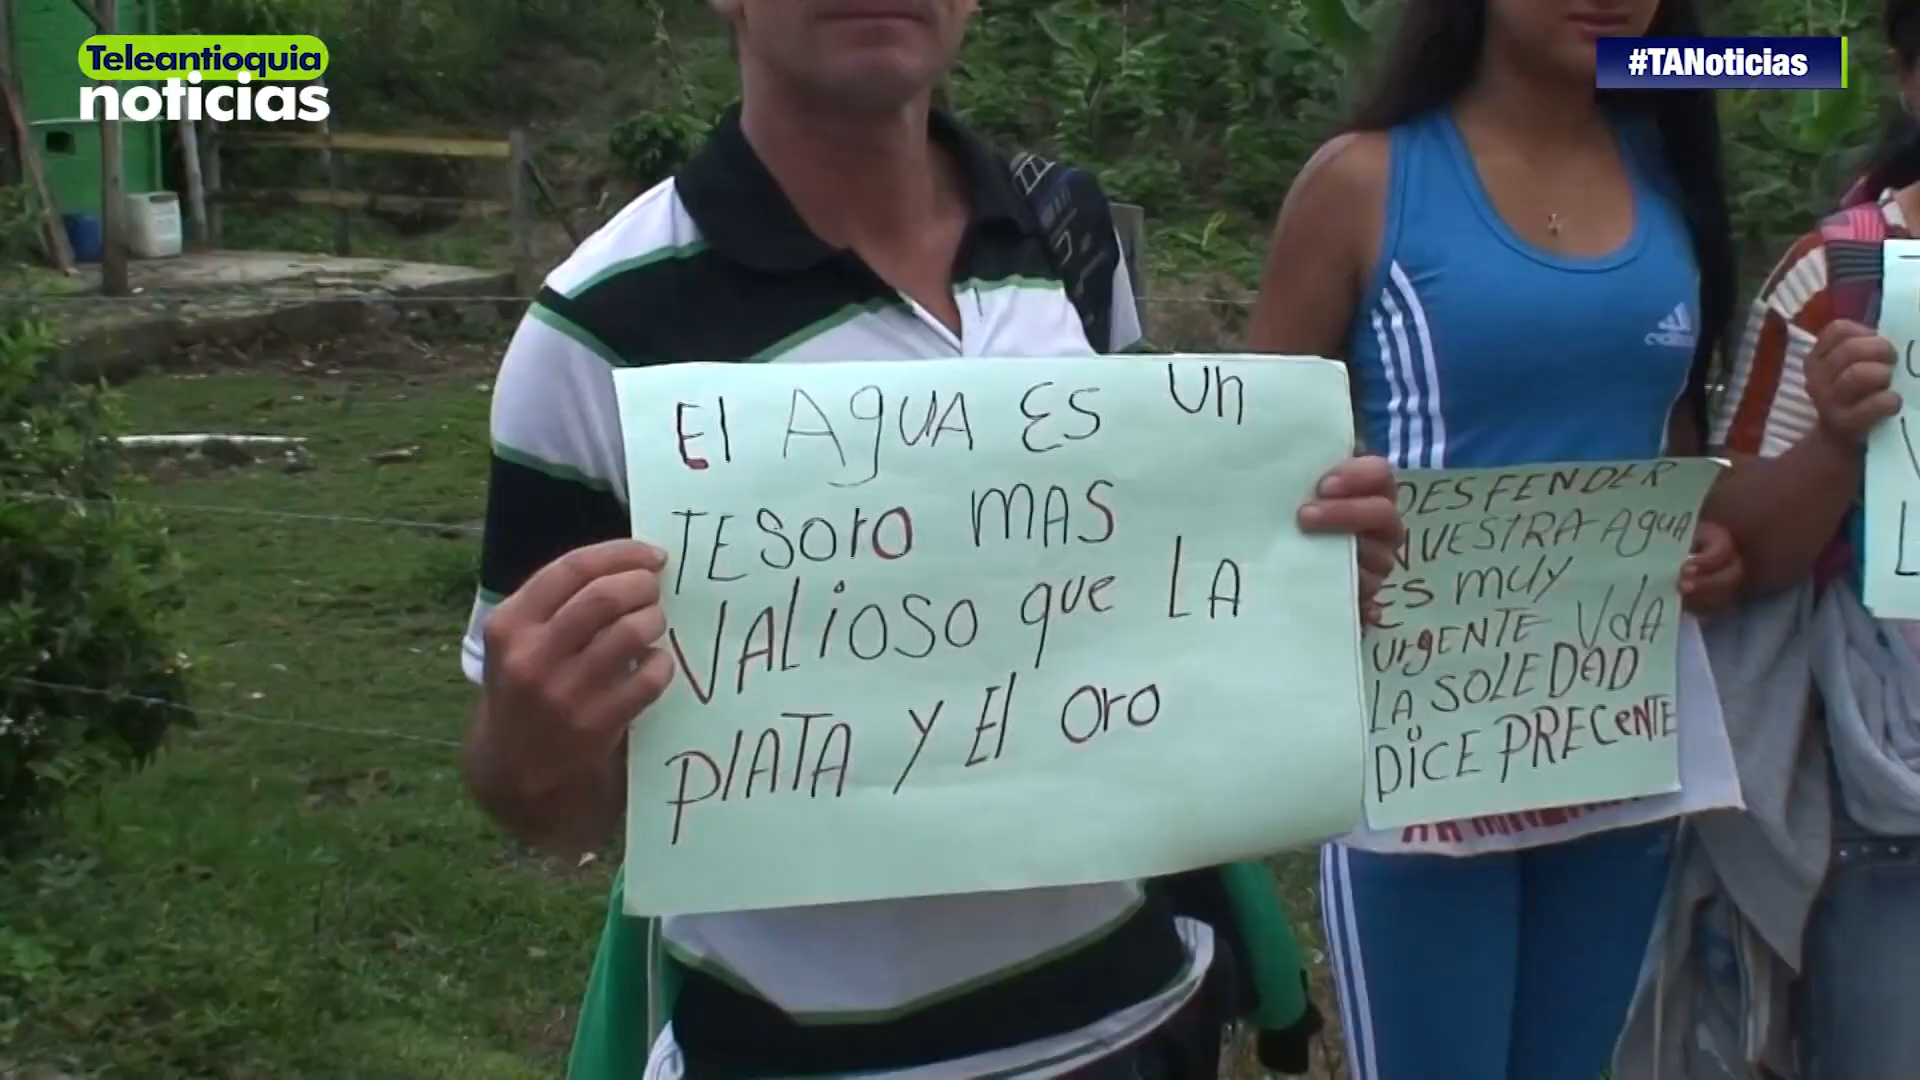 Teleantioquia
noticias
#TANoticias
El AgUA ES Un
TESoro MAS
VALioSo que LA
plATA Y El Oro
DESFENDER
NUESTRA AguA
ES muy
UrgENTE VdA
LA SOLEDAD
DiCE PRECeNTE
adidas